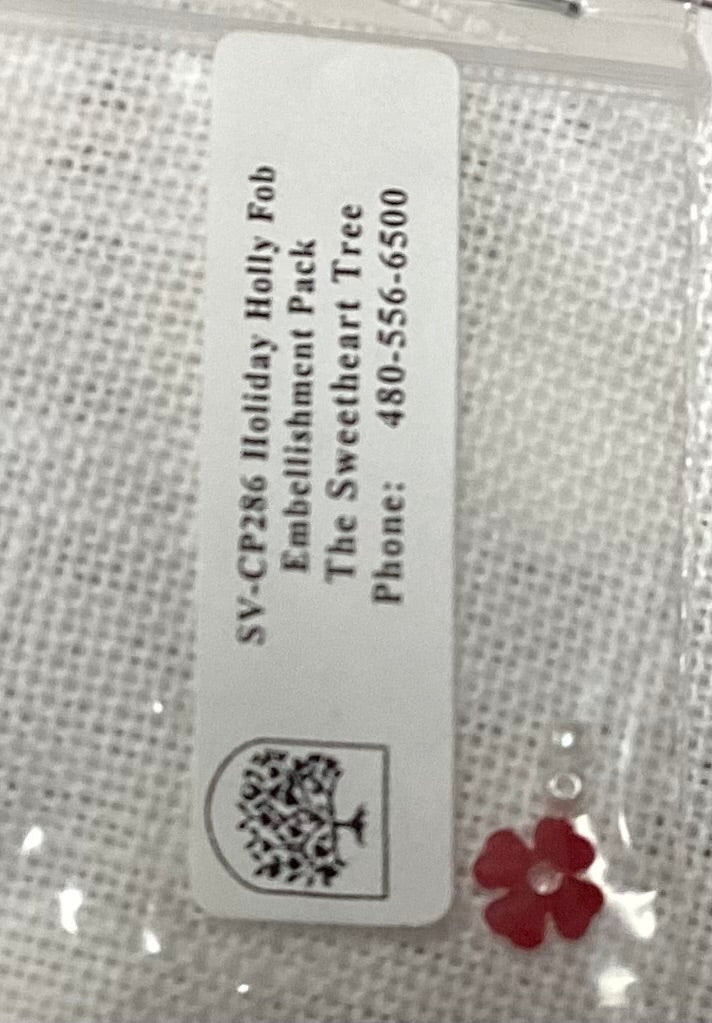 SV-CP286 Holiday Holly Fob
Embellishment Pack
The Sweetheart Tree
Phone: 480-556-6500